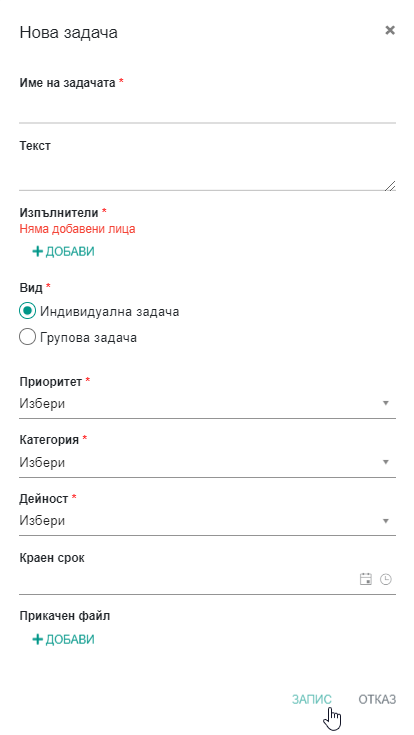 Нова задача
Име на задачата *
Текст
Изпълнители *
Няма добавени лица
ДОБАВИ
Вид *
Индивидуална задача
Групова задача
Приоритет *
Избери
Категория *
Избери
Дейност *
Избери
Краен срок
Прикачен файл
ДОБАВИ
ЗАПИС ОТКАЗ